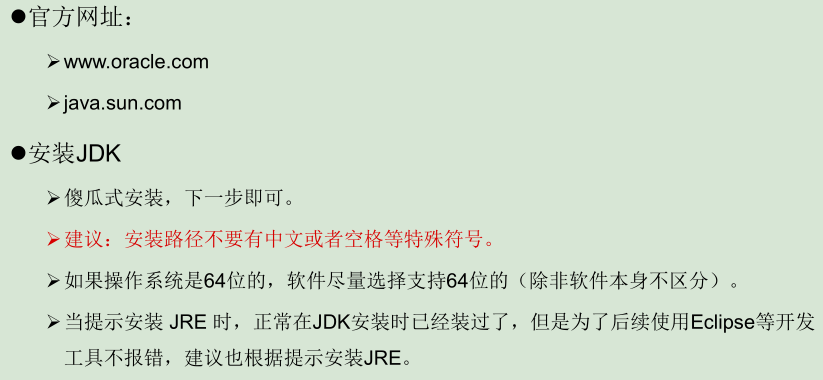 ●官方网址：
➢www.oracle.com
➢java.sun.com
●安装JDK
➢傻瓜式安装，下一步即可。
➢建议：安装路径不要有中文或者空格等特殊符号。
➢如果操作系统是64位的，软件尽量选择支持64位的（除非软件本身不区分）。
➢当提示安装 JRE 时，正常在JDK安装时已经装过了，但是为了后续使用Eclipse等开发
工具不报错，建议也根据提示安装JRE。